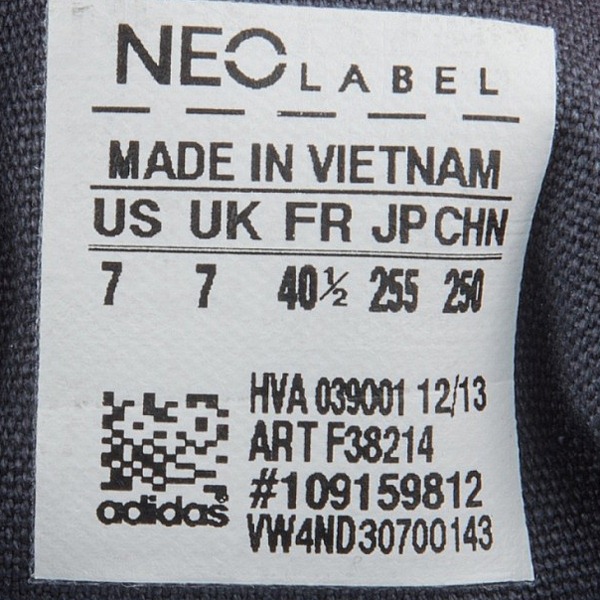 NEO LABEL
MADE IN VIETNAM
US UK FR JP CHN
7 7 40½ 255 250
HVA 039001 12/13
ART F38214
#109159812
adidas®
VW4ND30700143